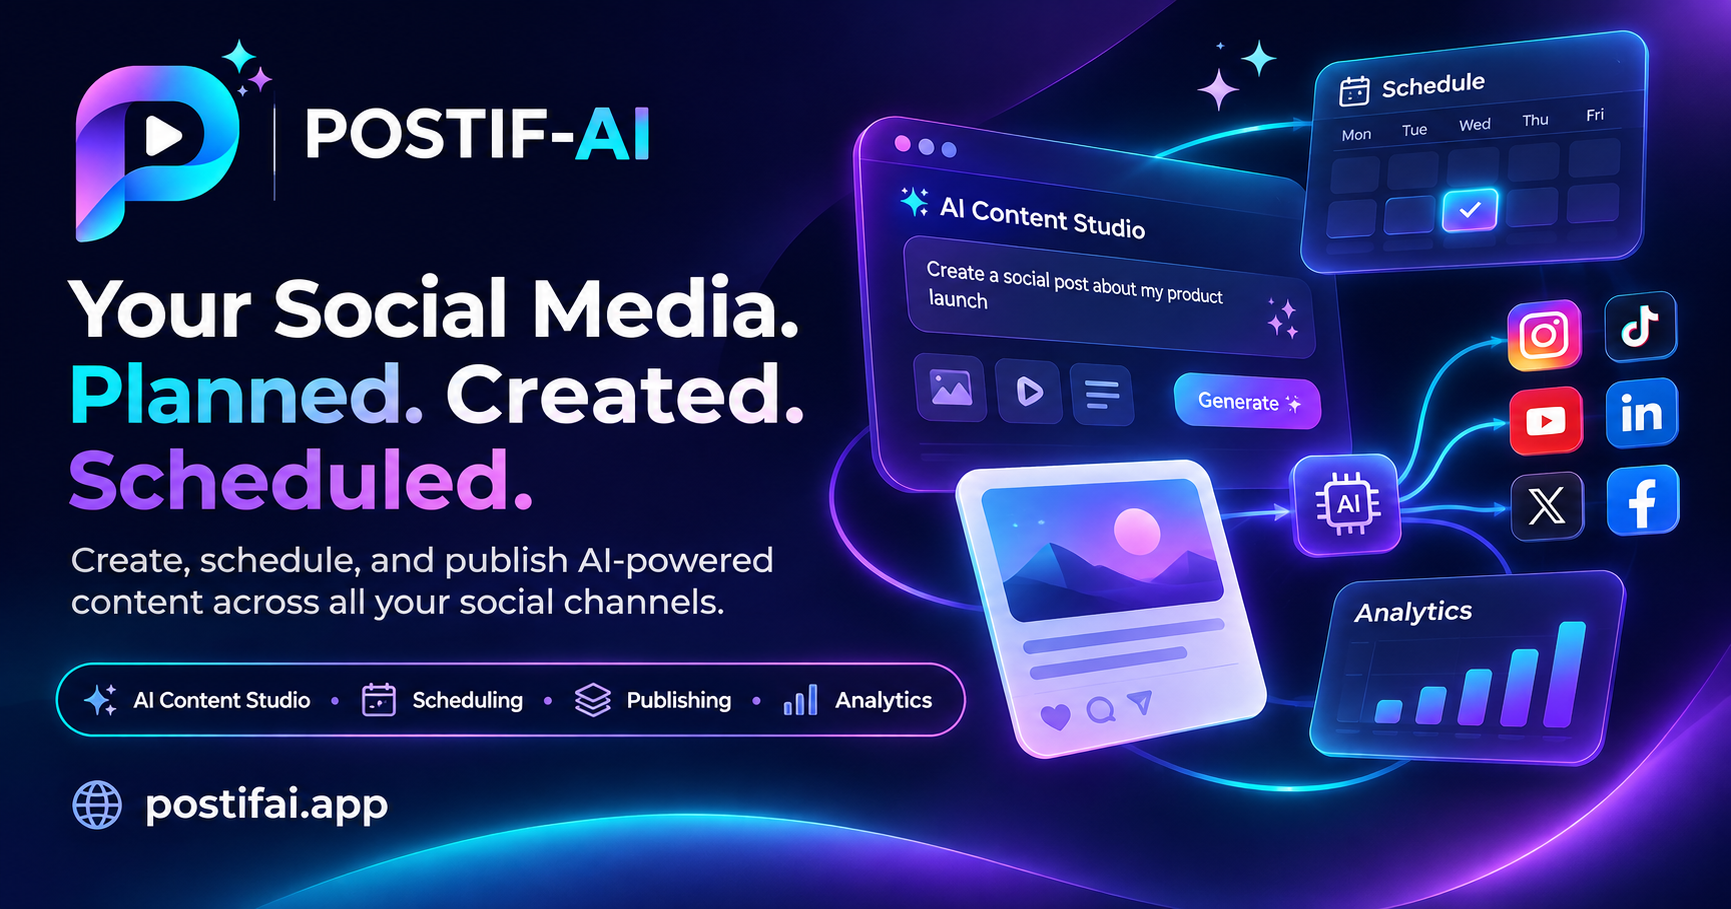 POSTIF-AI
Your Social Media.
Planned. Created.
Scheduled.
Create, schedule, and publish AI-powered
content across all your social channels.
AI Content Studio • Scheduling • Publishing • Analytics
postifai.app
AI Content Studio
Create a social post about my product
launch
Generate
Schedule
Mon Tue Wed Thu Fri
AI
in
Analytics